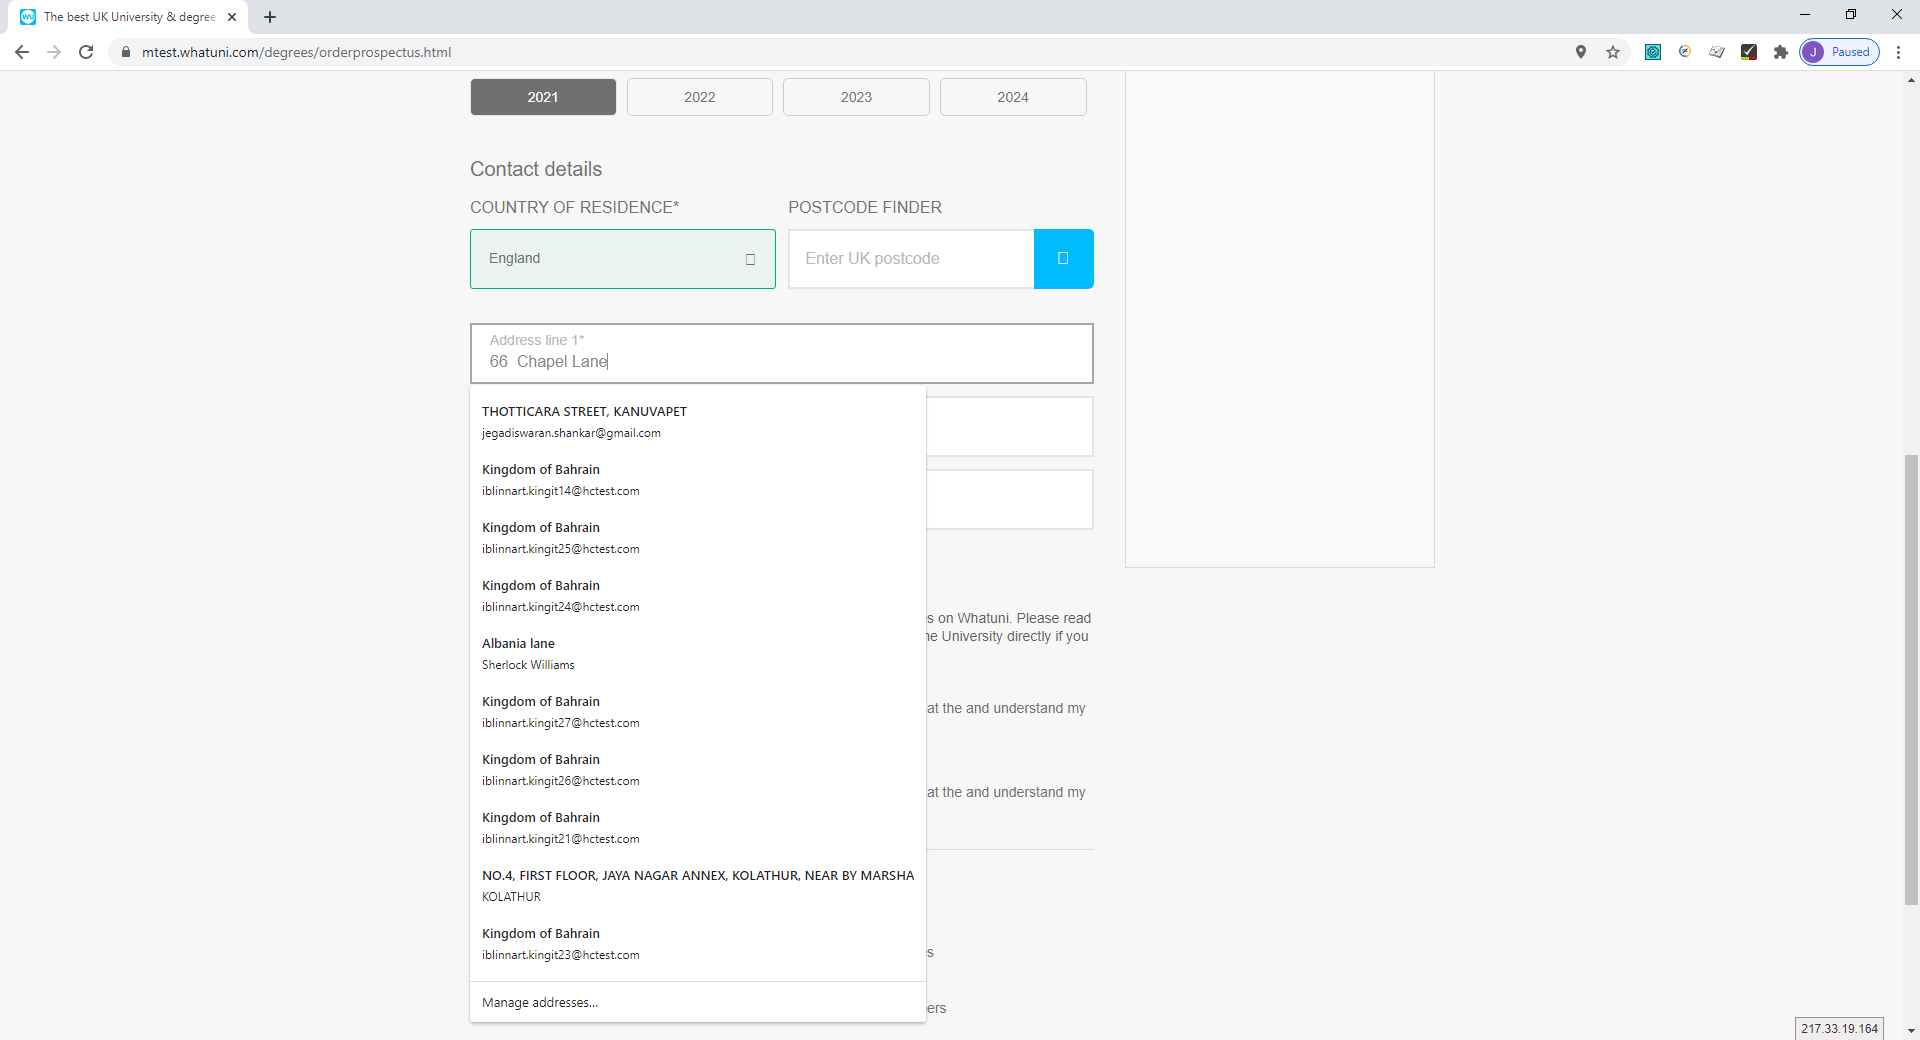 The best UK University & degree
mtest.whatuni.com/degrees/orderprospectus.html
J Paused
2021 2022 2023 2024
Contact details
COUNTRY OF RESIDENCE* POSTCODE FINDER
England Enter UK postcode
Address line 1*
66 Chapel Lane
THOTTICARA STREET, KANUVAPET
jegadiswaran.shankar@gmail.com
Kingdom of Bahrain
iblinnart.kingit14@hctest.com
Kingdom of Bahrain
iblinnart.kingit25@hctest.com
Kingdom of Bahrain
iblinnart.kingit24@hctest.com
s on Whatuni. Please read
he University directly if you
Albania lane
Sherlock Williams
Kingdom of Bahrain
at the and understand my
iblinnart.kingit27@hctest.com
Kingdom of Bahrain
iblinnart.kingit26@hctest.com
at the and understand my
Kingdom of Bahrain
iblinnart.kingit21@hctest.com
NO.4, FIRST FLOOR, JAYA NAGAR ANNEX, KOLATHUR, NEAR BY MARSHA
KOLATHUR
Kingdom of Bahrain
iblinnart.kingit23@hctest.com
s
Manage addresses...
ers
217.33.19.164